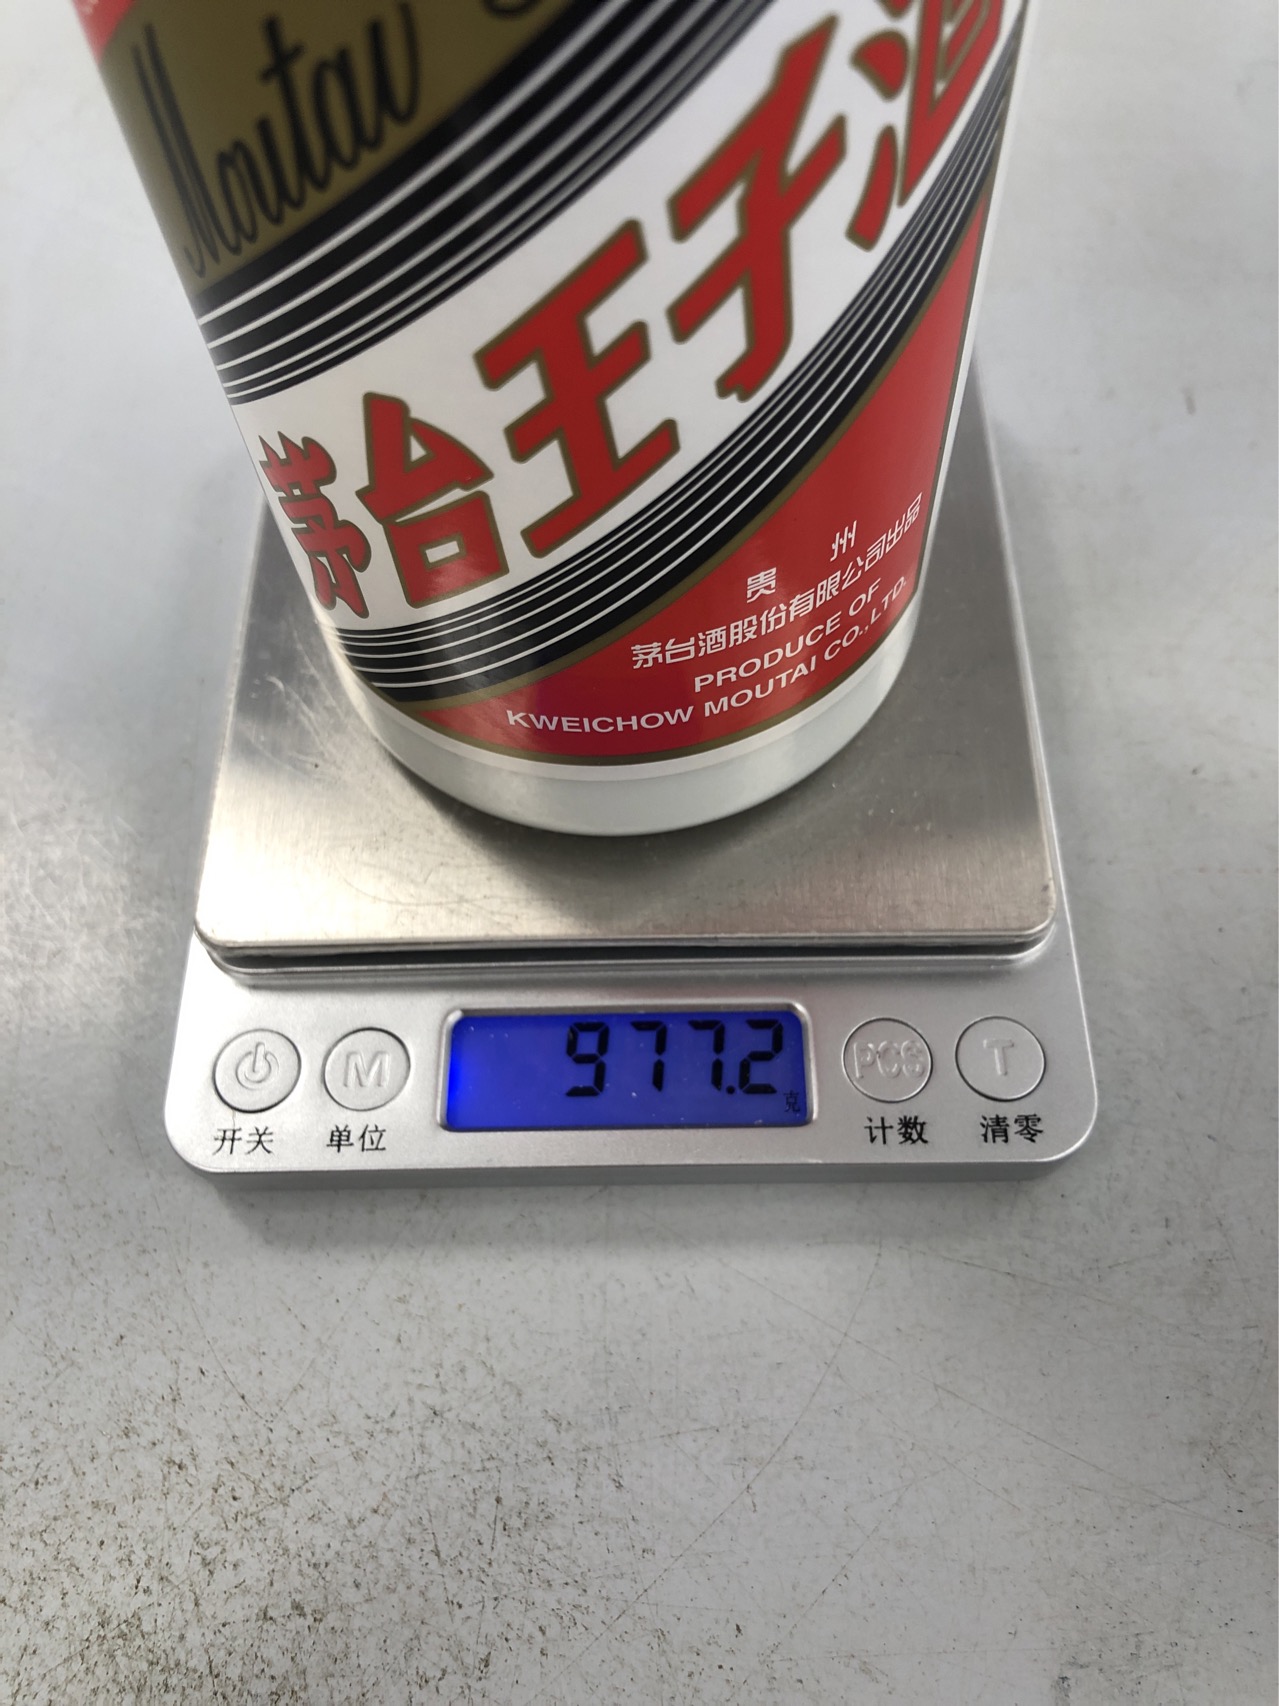 Moutai
茅台王子酒
贵 州
茅台酒股份有限公司出品
PRODUCE OF
KWEICHOW MOUTAI CO.,LTD.
977.2
克
M
PCS
T
开关
单位
计数
清零